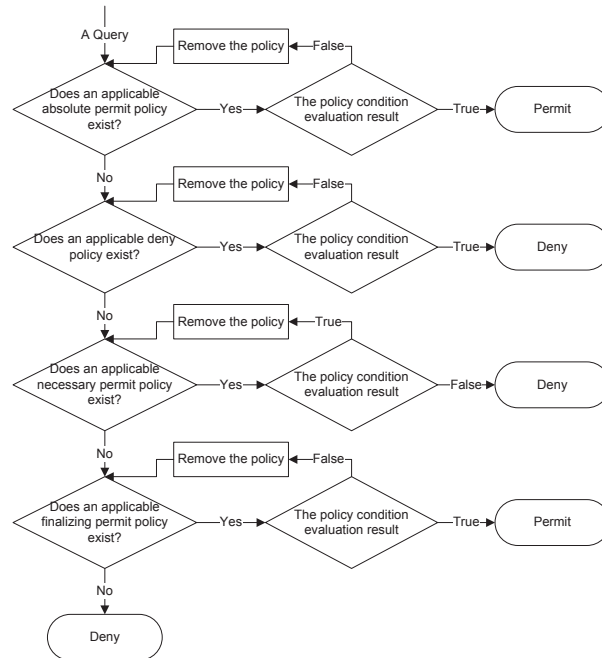 A Query
Remove the policy
False
Does an applicable
absolute permit policy
exist?
Yes
The policy condition
evaluation result
True
Permit
No
Remove the policy
False
Does an applicable deny
policy exist?
Yes
The policy condition
evaluation result
True
Deny
No
Remove the policy
True
Does an applicable
necessary permit policy
exist?
Yes
The policy condition
evaluation result
False
Deny
No
Remove the policy
False
Does an applicable
finalizing permit policy
exist?
Yes
The policy condition
evaluation result
True
Permit
No
Deny